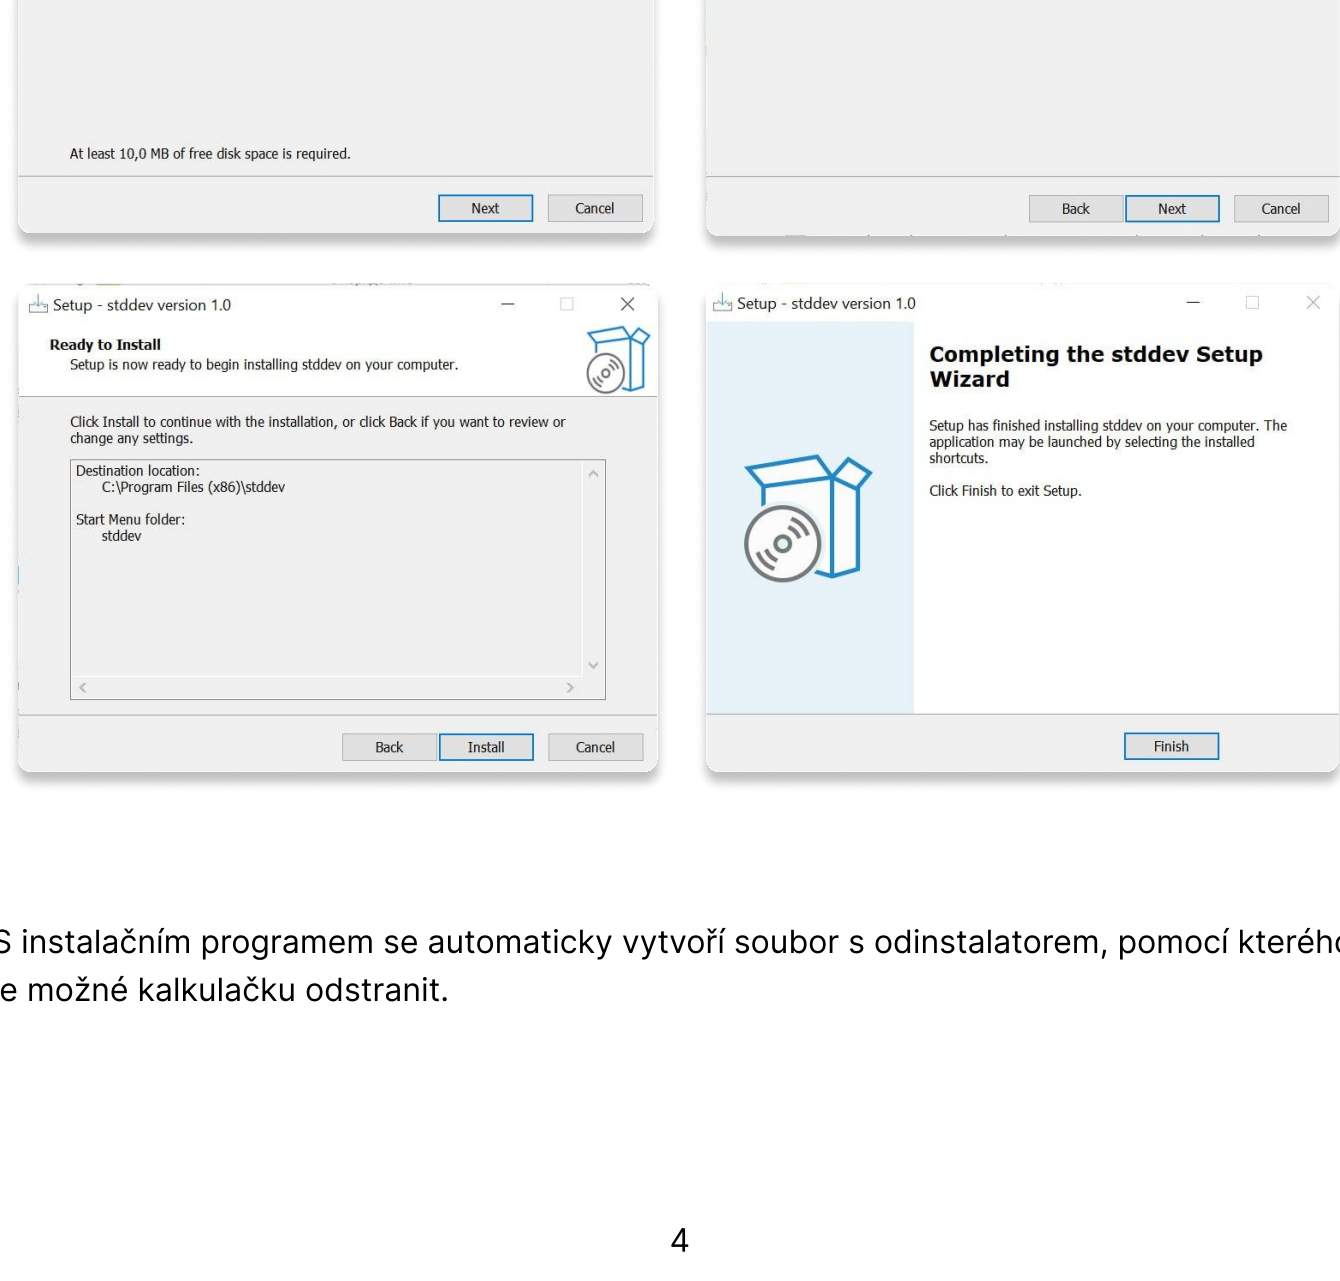 At least 10,0 MB of free disk space is required.
Next Cancel
Back Next Cancel
Setup - stddev version 1.0
Ready to Install
Setup is now ready to begin installing stddev on your computer.
Click Install to continue with the installation, or click Back if you want to review or
change any settings.
Destination location:
C:\Program Files (x86)\stddev
Start Menu folder:
stddev
Back Install Cancel
Setup - stddev version 1.0
Completing the stddev Setup
Wizard
Setup has finished installing stddev on your computer. The
application may be launched by selecting the installed
shortcuts.
Click Finish to exit Setup.
Finish
S instalačním programem se automaticky vytvoří soubor s odinstalatorem, pomocí kterého
e možné kalkulačku odstranit.
4